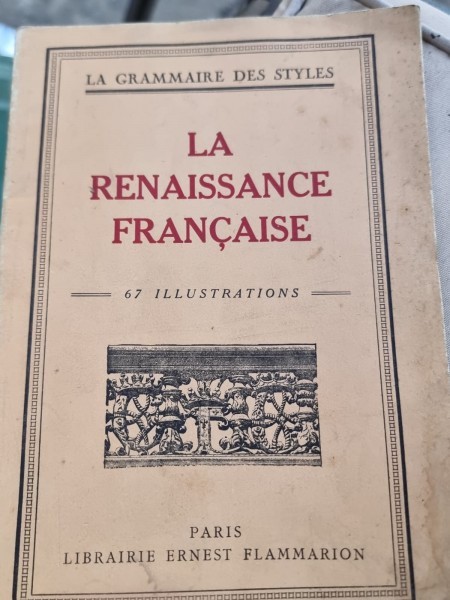 LA GRAMMAIRE DES STYLES
LA
RENAISSANCE
FRANÇAISE
67 ILLUSTRATIONS
PARIS
LIBRAIRIE ERNEST FLAMMARION